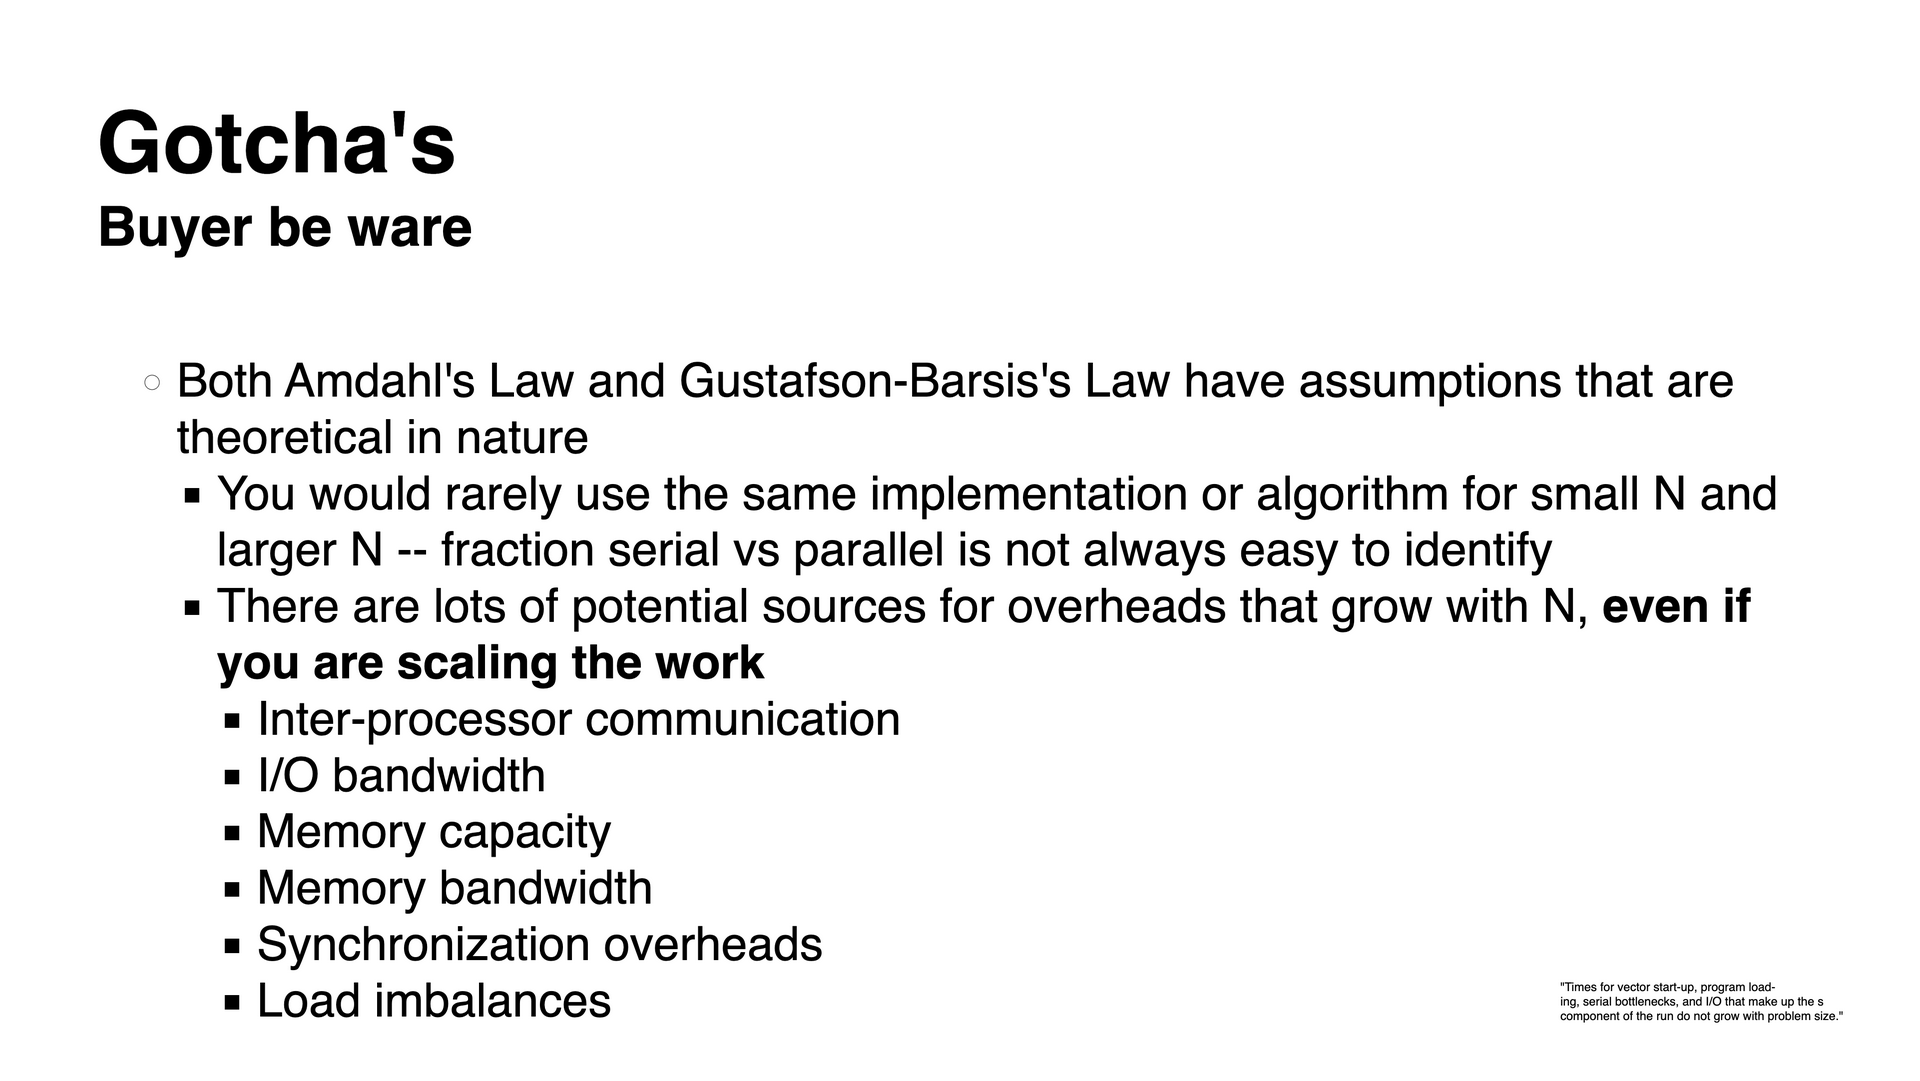 Gotcha's
Buyer be ware
Both Amdahl's Law and Gustafson-Barsis's Law have assumptions that are
theoretical in nature
You would rarely use the same implementation or algorithm for small N and
larger N -- fraction serial vs parallel is not always easy to identify
There are lots of potential sources for overheads that grow with N, even if
you are scaling the work
Inter-processor communication
I/O bandwidth
Memory capacity
Memory bandwidth
Synchronization overheads
Load imbalances
"Times for vector start-up, program load-
ing, serial bottlenecks, and I/O that make up the s
component of the run do not grow with problem size."